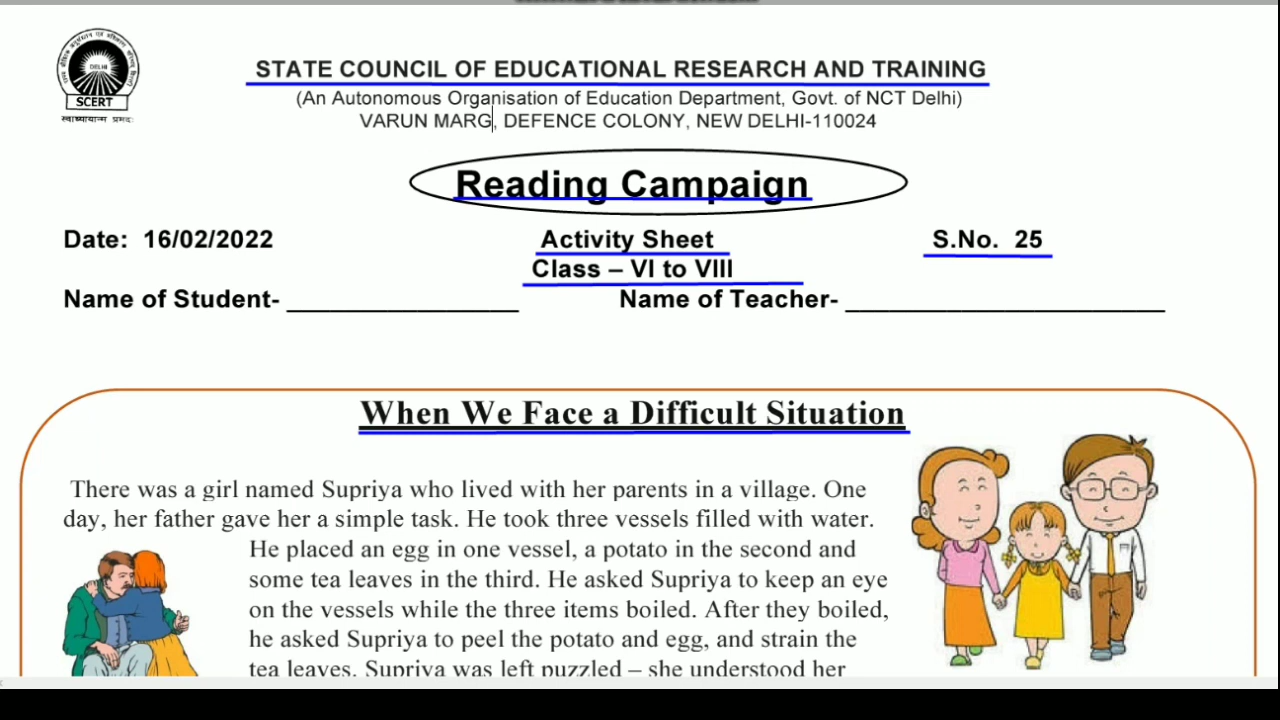 DELHI
SCERT
STATE COUNCIL OF EDUCATIONAL RESEARCH AND TRAINING
(An Autonomous Organisation of Education Department, Govt. of NCT Delhi)
VARUN MARG, DEFENCE COLONY, NEW DELHI-110024
Reading Campaign
Date: 16/02/2022 Activity Sheet S.No. 25
Class – VI to VIII
Name of Student- ________________ Name of Teacher- ______________________
When We Face a Difficult Situation
There was a girl named Supriya who lived with her parents in a village. One
day, her father gave her a simple task. He took three vessels filled with water.
He placed an egg in one vessel, a potato in the second and
some tea leaves in the third. He asked Supriya to keep an eye
on the vessels while the three items boiled. After they boiled,
he asked Supriya to peel the potato and egg, and strain the
tea leaves. Supriya was left puzzled – she understood her